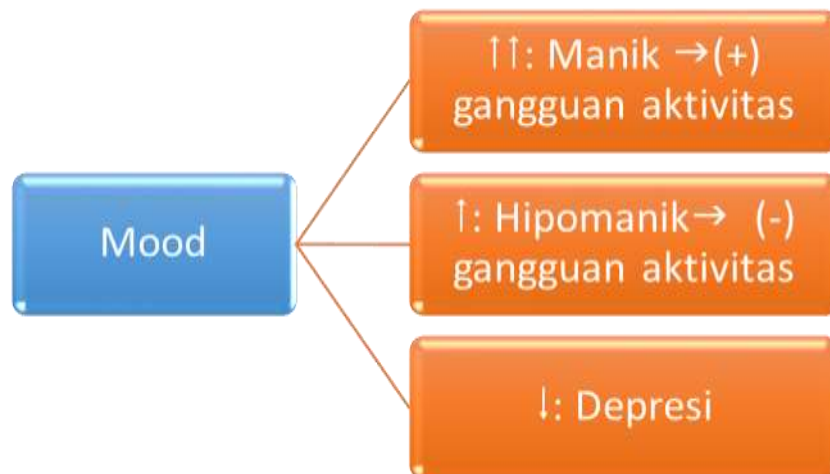 ↑↑: Manik →(+)
gangguan aktivitas
Mood
↑: Hipomanik→ (-)
gangguan aktivitas
↓: Depresi